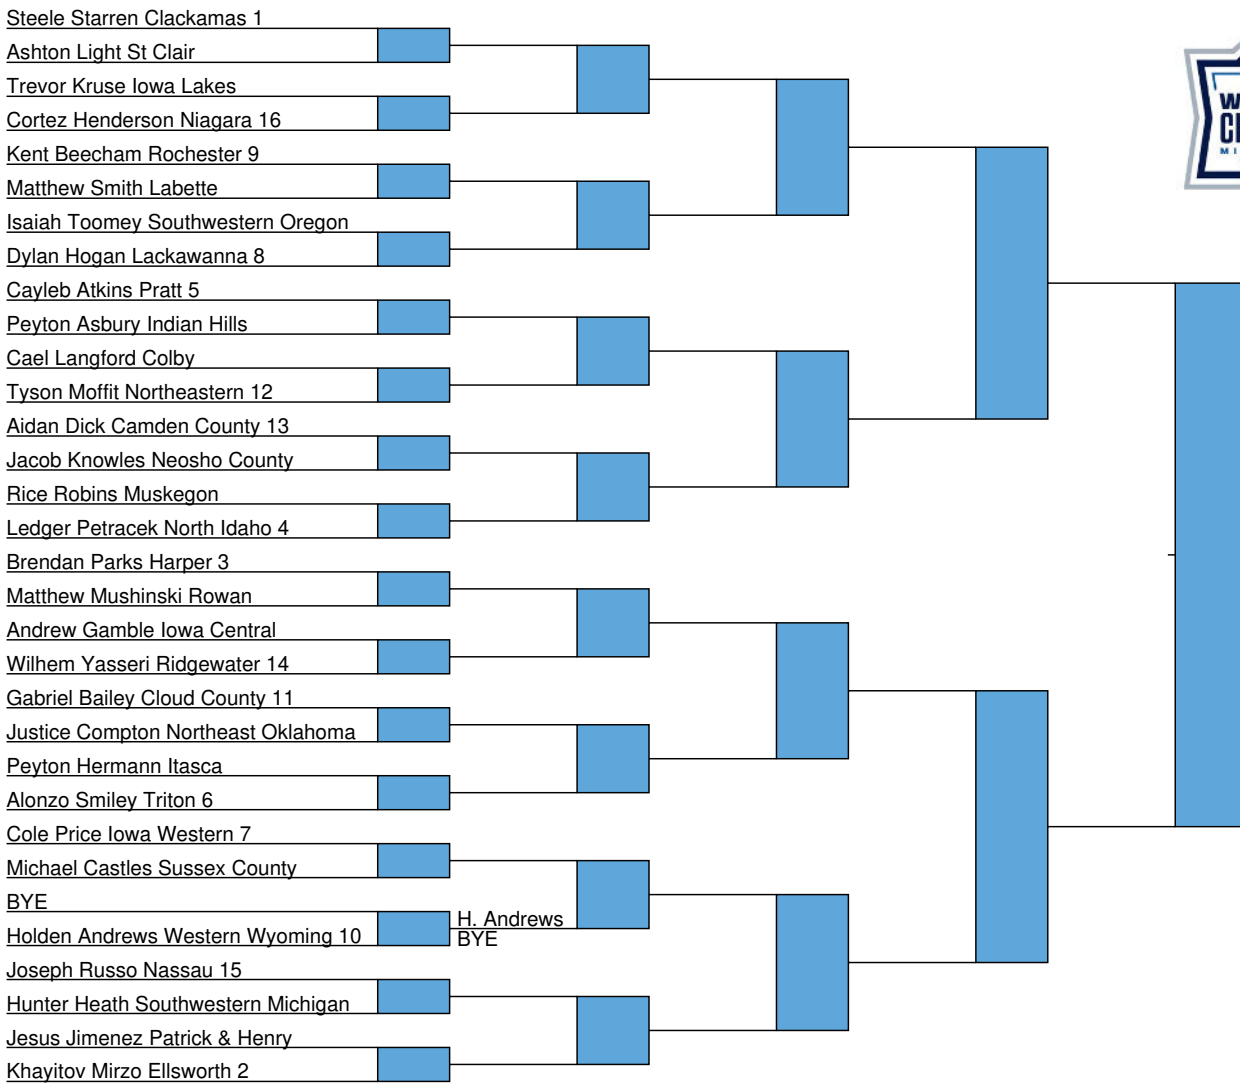 Steele Starren Clackamas 1
Ashton Light St Clair
Trevor Kruse Iowa Lakes
Cortez Henderson Niagara 16
Kent Beecham Rochester 9
Matthew Smith Labette
Isaiah Toomey Southwestern Oregon
Dylan Hogan Lackawanna 8
Cayleb Atkins Pratt 5
Peyton Asbury Indian Hills
Cael Langford Colby
Tyson Moffit Northeastern 12
Aidan Dick Camden County 13
Jacob Knowles Neosho County
Rice Robins Muskegon
Ledger Petracek North Idaho 4
Brendan Parks Harper 3
Matthew Mushinski Rowan
Andrew Gamble Iowa Central
Wilhem Yasseri Ridgewater 14
Gabriel Bailey Cloud County 11
Justice Compton Northeast Oklahoma
Peyton Hermann Itasca
Alonzo Smiley Triton 6
Cole Price Iowa Western 7
Michael Castles Sussex County
BYE
Holden Andrews Western Wyoming 10
H. Andrews
BYE
Joseph Russo Nassau 15
Hunter Heath Southwestern Michigan
Jesus Jimenez Patrick & Henry
Khayitov Mirzo Ellsworth 2